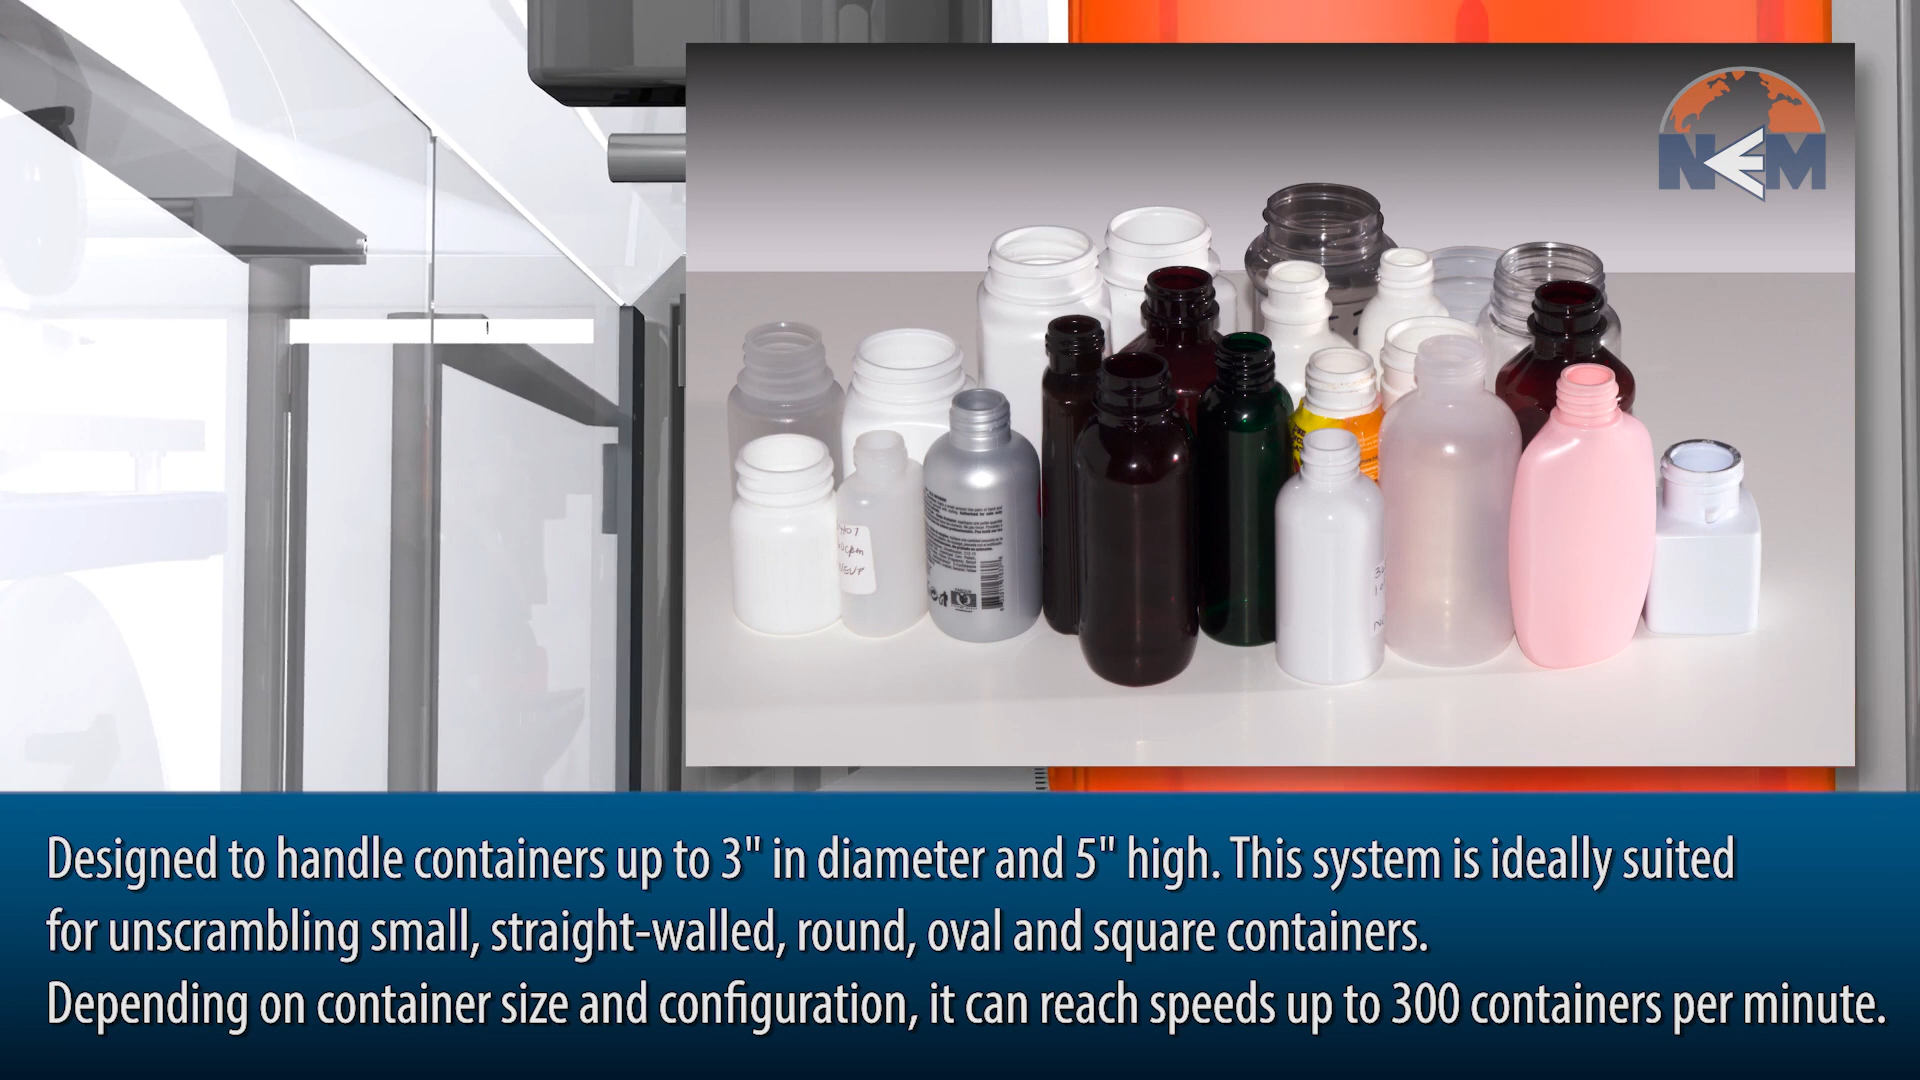 NEM
Designed to handle containers up to 3" in diameter and 5" high. This system is ideally suited
for unscrambling small, straight-walled, round, oval and square containers.
Depending on container size and configuration, it can reach speeds up to 300 containers per minute.